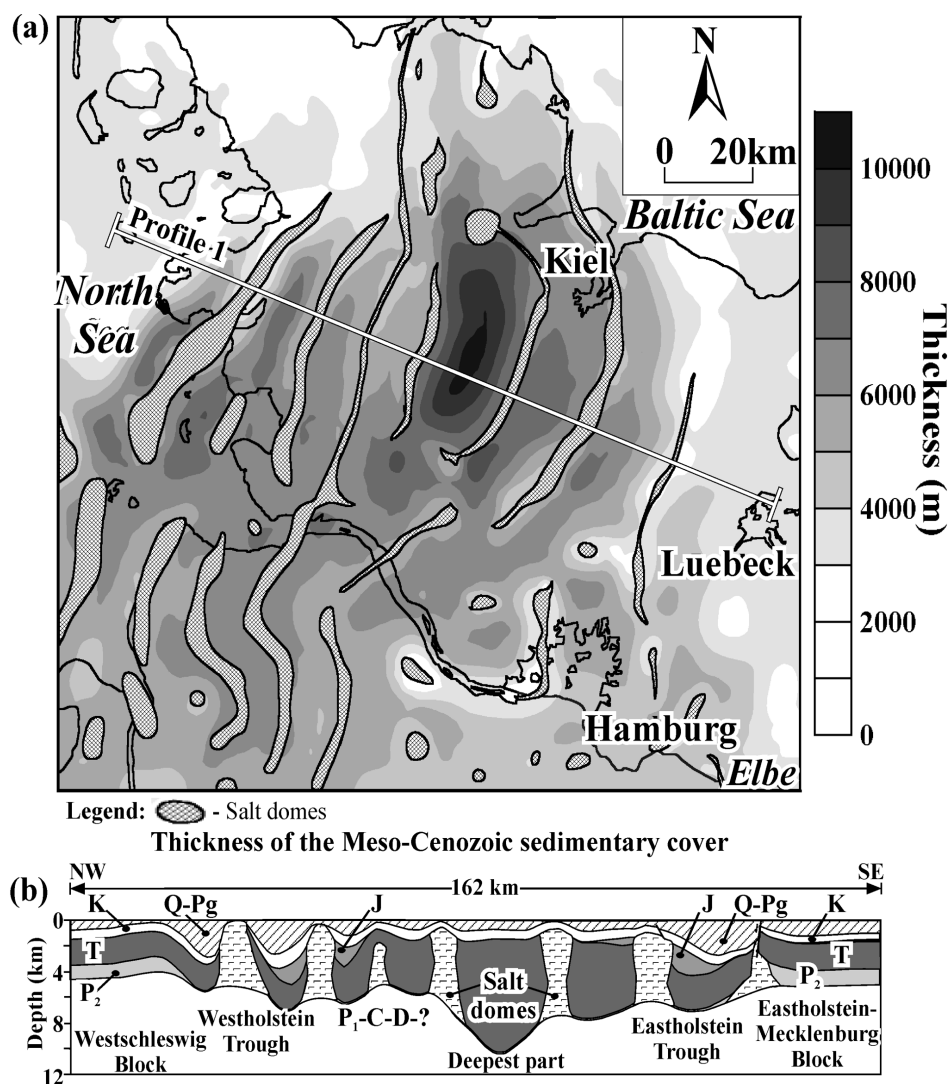 (a)
N
0 20km
Baltic Sea
Profile 1
Kiel
North
Sea
Luebeck
Hamburg
Elbe
10000
8000
6000
4000
2000
0
Thickness (m)
Legend: - Salt domes
Thickness of the Meso-Cenozoic sedimentary cover
(b)
NW SE
162 km
K Q-Pg J J Q-Pg K
0
4
8
12
Depth (km)
T T
P₂ P₂
Salt
domes
Westschleswig
Block
Westholstein
Trough
P₁-C-D-?
Deepest part
Eastholstein
Trough
Eastholstein-
Mecklenburg
Block